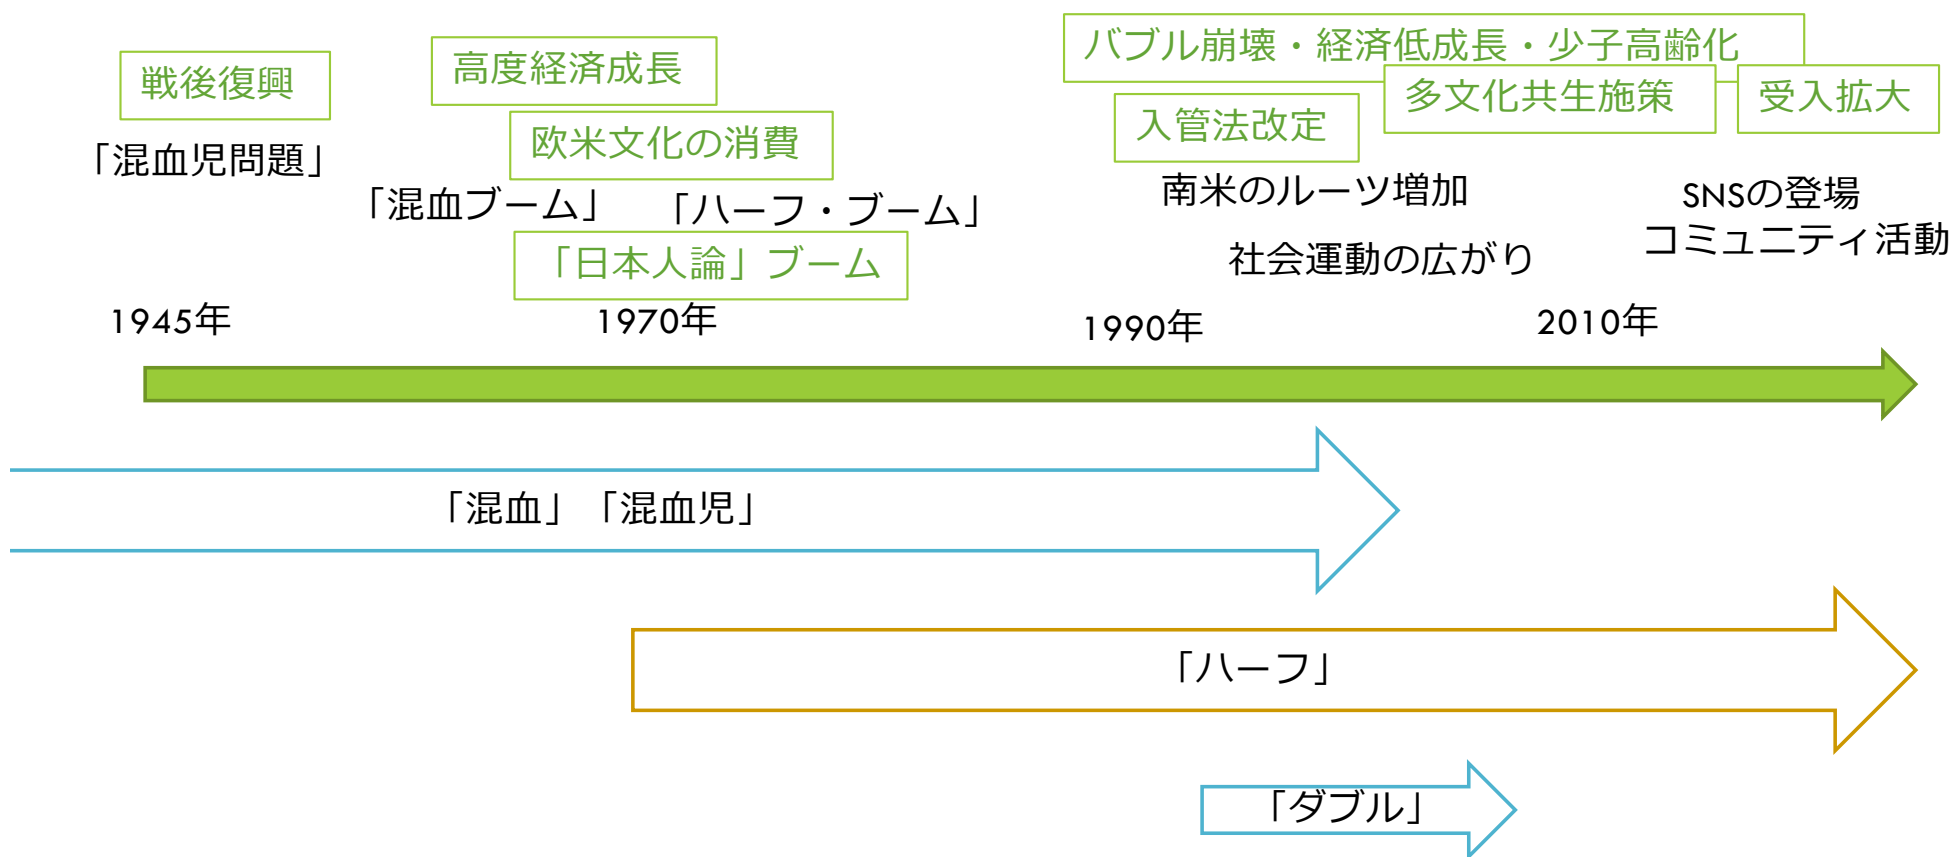 戦後復興
「混血児問題」
高度経済成長
欧米文化の消費
「混血ブーム」
「ハーフ・ブーム」
「日本人論」ブーム
バブル崩壊・経済低成長・少子高齢化
多文化共生施策
受入拡大
入管法改定
南米のルーツ増加
社会運動の広がり
SNSの登場
コミュニティ活動
1945年
1970年
1990年
2010年
「混血」「混血児」
「ハーフ」
「ダブル」